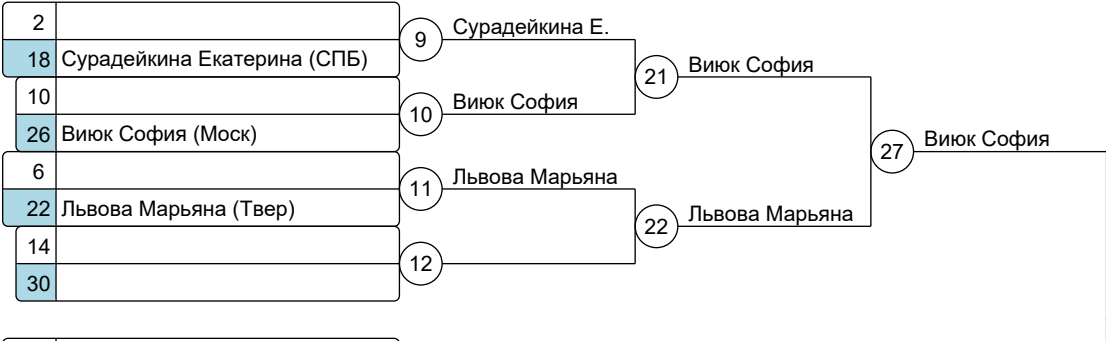 2
18 Сурадейкина Екатерина (СПБ)
9 Сурадейкина Е.
10
26 Виюк София (Моск)
10 Виюк София
21 Виюк София
6
22 Львова Марьяна (Твер)
11 Львова Марьяна
14
30
12
22 Львова Марьяна
27 Виюк София